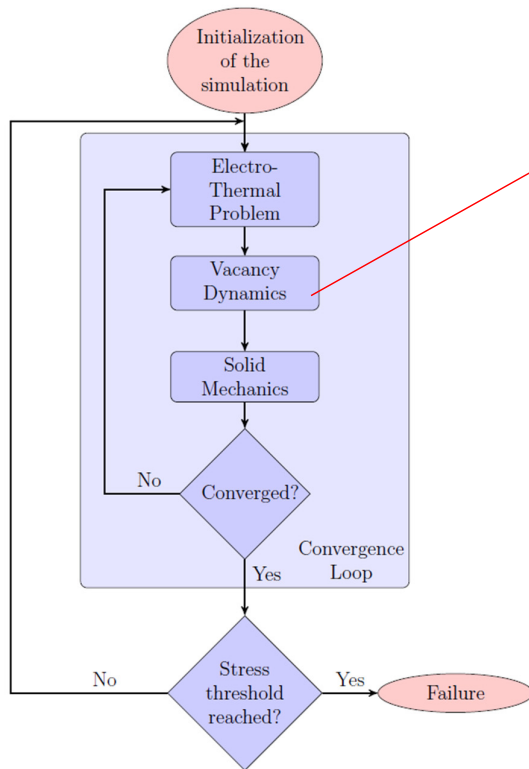 Initialization
of the
simulation
Electro-
Thermal
Problem
Vacancy
Dynamics
Solid
Mechanics
No
Converged?
Convergence
Loop
Yes
No
Stress
threshold
reached?
Yes
Failure